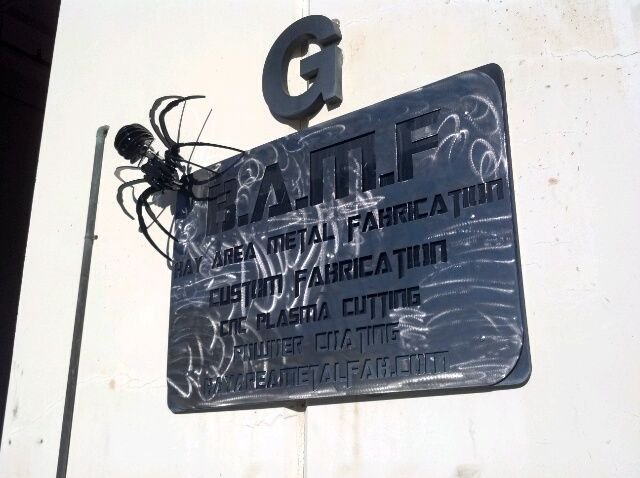 G
B.A.M.F
BAY AREA METAL FABRICATION
CUSTOM FABRICATION
CNC PLASMA CUTTING
POWDER COATING
BAYAREAMETALFAB.COM